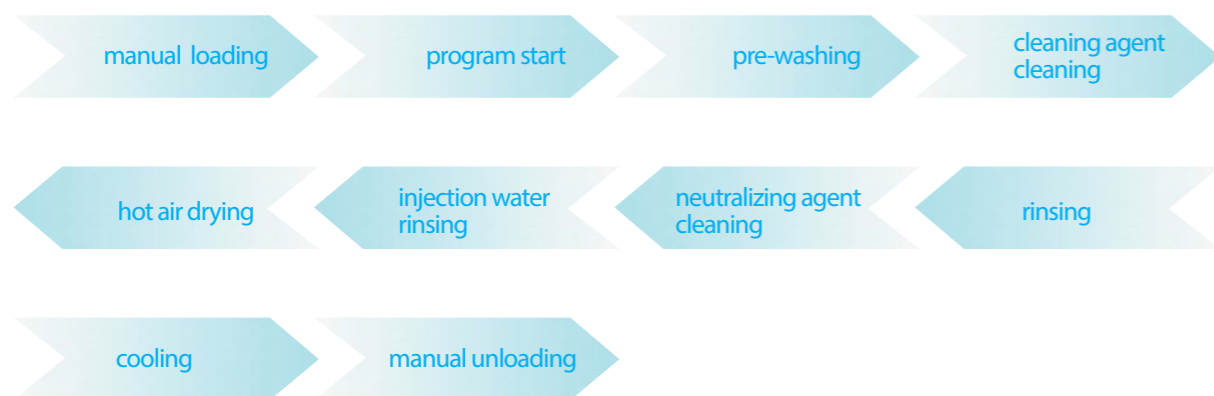 manual loading
program start
pre-washing
cleaning agent
cleaning
rinsing
neutralizing agent
cleaning
injection water
rinsing
hot air drying
cooling
manual unloading